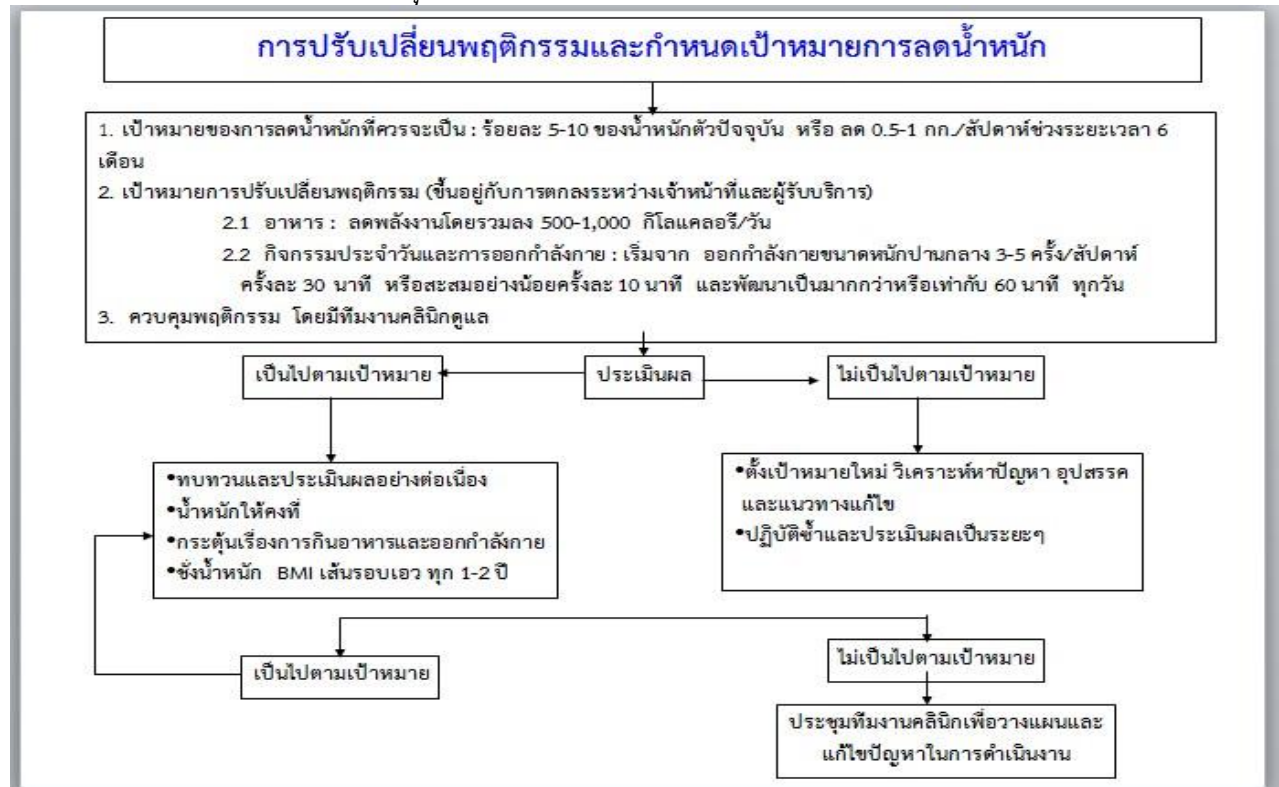 การปรับเปลี่ยนพฤติกรรมและกำหนดเป้าหมายการลดน้ำหนัก
1. เป้าหมายของการลดน้ำหนักที่ควรจะเป็น : ร้อยละ 5-10 ของน้ำหนักตัวปัจจุบัน หรือ ลด 0.5-1 กก./สัปดาห์ช่วงระยะเวลา 6
เดือน
2. เป้าหมายการปรับเปลี่ยนพฤติกรรม (ขึ้นอยู่กับการตกลงระหว่างเจ้าหน้าที่และผู้รับบริการ)
2.1 อาหาร : ลดพลังงานโดยรวมลง 500-1,000 กิโลแคลอรี/วัน
2.2 กิจกรรมประจำวันและการออกกำลังกาย : เริ่มจาก ออกกำลังกายขนาดหนักปานกลาง 3-5 ครั้ง/สัปดาห์
ครั้งละ 30 นาที หรือสะสมอย่างน้อยครั้งละ 10 นาที และพัฒนาเป็นมากกว่าหรือเท่ากับ 60 นาที ทุกวัน
3. ควบคุมพฤติกรรม โดยมีทีมงานคลินิกดูแล
เป็นไปตามเป้าหมาย
ประเมินผล
ไม่เป็นไปตามเป้าหมาย
•ทบทวนและประเมินผลอย่างต่อเนื่อง
•น้ำหนักให้คงที่
•กระตุ้นเรื่องการกินอาหารและออกกำลังกาย
•ชั่งน้ำหนัก BMI เส้นรอบเอว ทุก 1-2 ปี
•ตั้งเป้าหมายใหม่ วิเคราะห์หาปัญหา อุปสรรค
และแนวทางแก้ไข
•ปฏิบัติซ้ำและประเมินผลเป็นระยะๆ
เป็นไปตามเป้าหมาย
ไม่เป็นไปตามเป้าหมาย
ประชุมทีมงานคลินิกเพื่อวางแผนและ
แก้ไขปัญหาในการดำเนินงาน